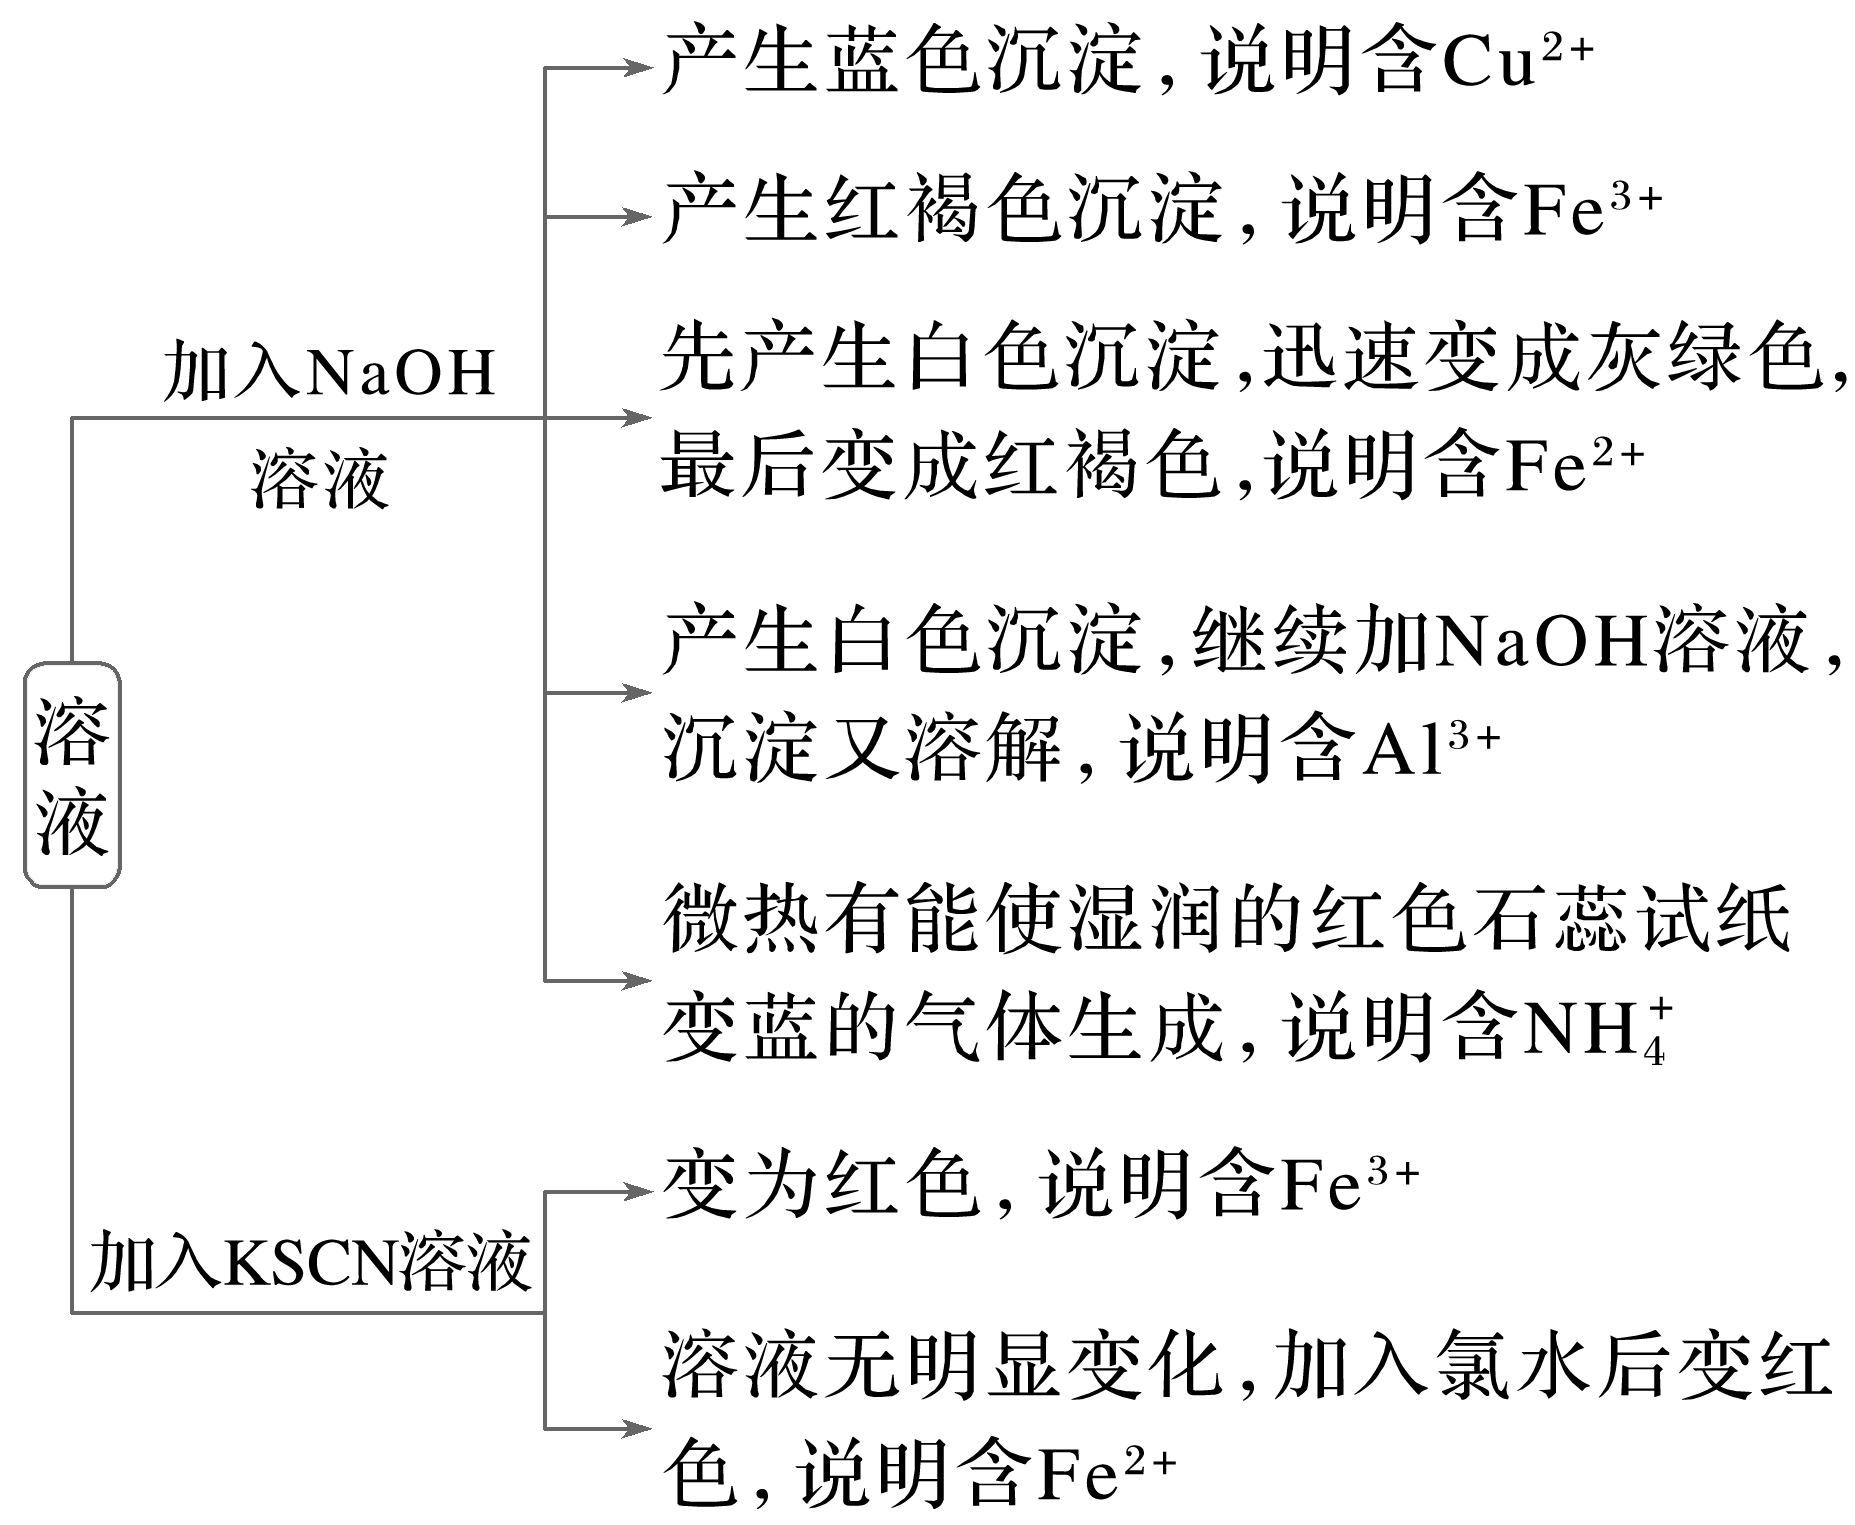 产生蓝色沉淀,说明含Cu²⁺
产生红褐色沉淀,说明含Fe³⁺
加入NaOH
溶液
先产生白色沉淀,迅速变成灰绿色,
最后变成红褐色,说明含Fe²⁺
产生白色沉淀,继续加NaOH溶液,
沉淀又溶解,说明含Al³⁺
溶
液
微热有能使湿润的红色石蕊试纸
变蓝的气体生成,说明含NH₄⁺
加入KSCN溶液
变为红色,说明含Fe³⁺
溶液无明显变化,加入氯水后变红
色,说明含Fe²⁺